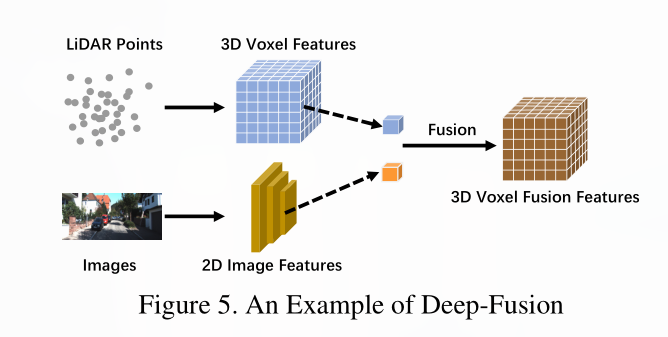 LiDAR Points
3D Voxel Features
Fusion
3D Voxel Fusion Features
Images
2D Image Features
Figure 5. An Example of Deep-Fusion